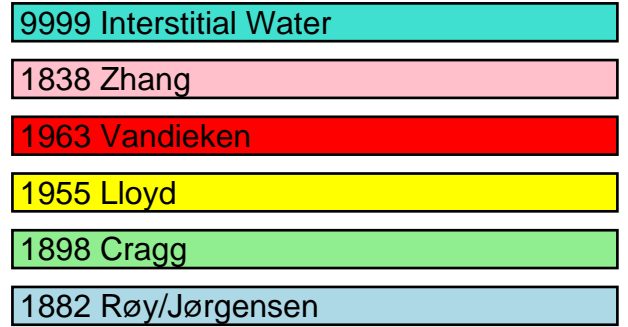 9999 Interstitial Water
1838 Zhang
1963 Vandieken
1955 Lloyd
1898 Cragg
1882 Røy/Jørgensen